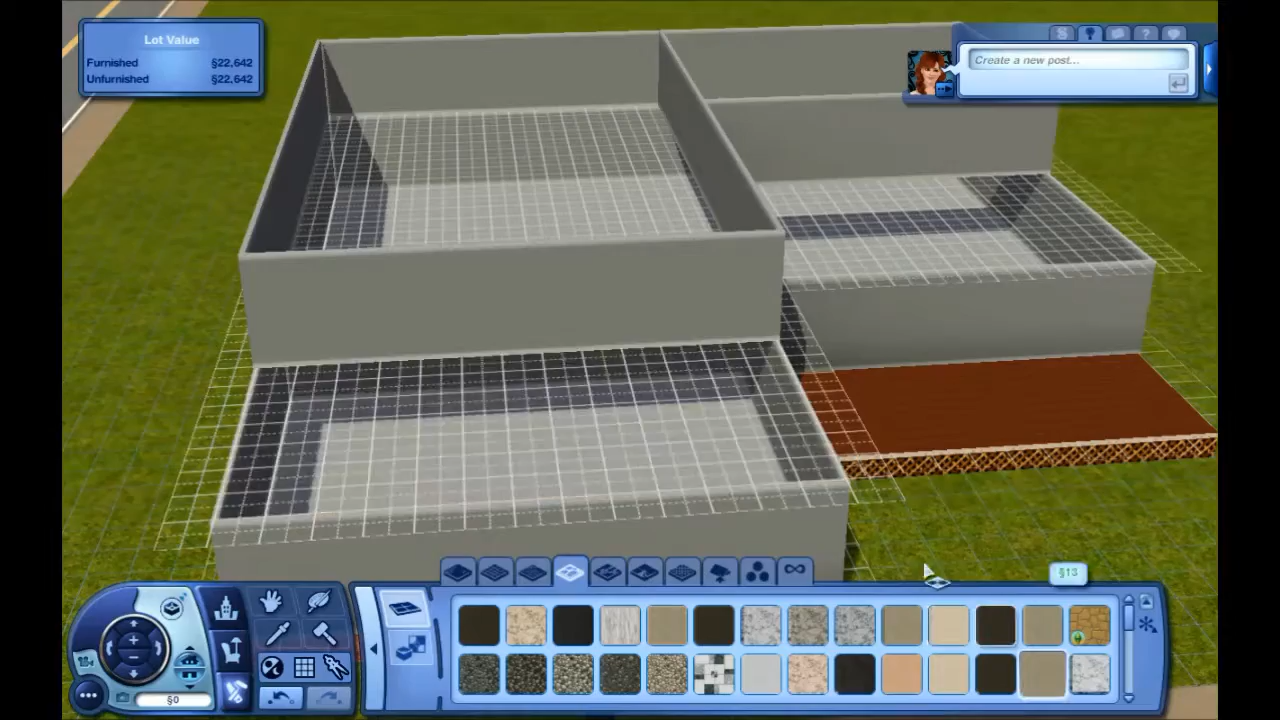 Lot Value
Furnished §22,642
Unfurnished §22,642
Create a new post...
§13
§0